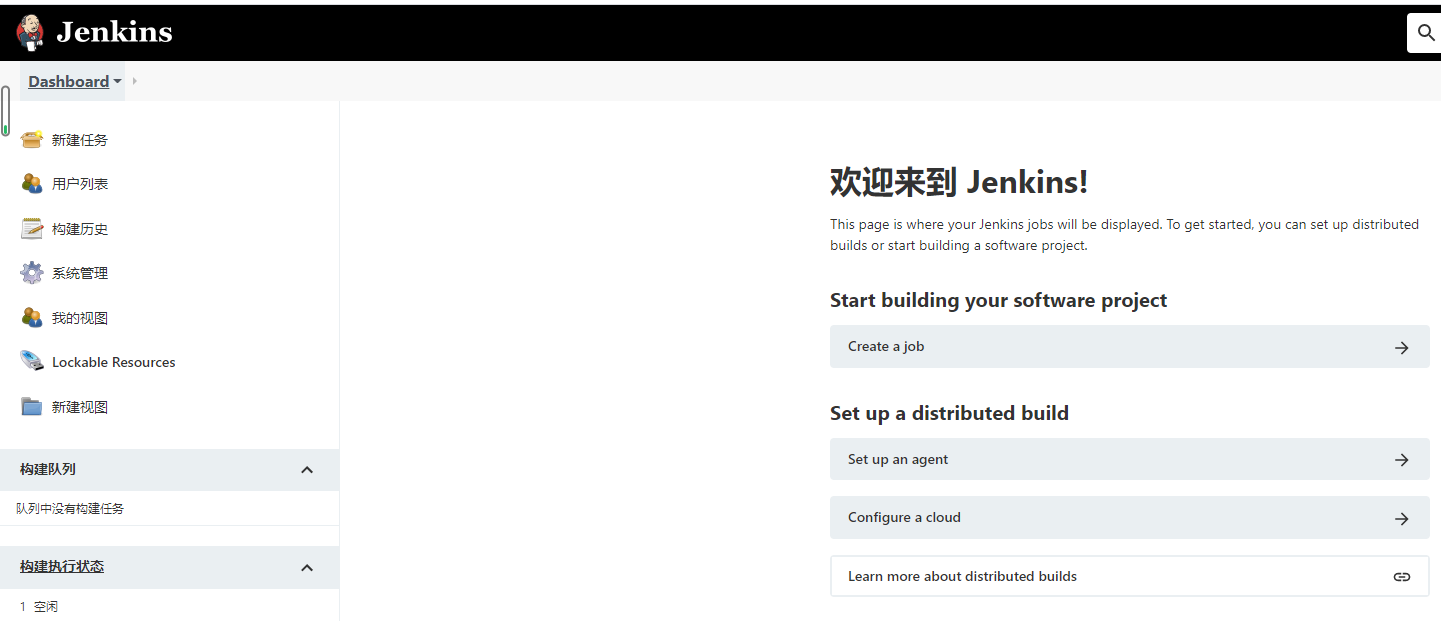 Jenkins
Dashboard
新建任务
用户列表
构建历史
系统管理
我的视图
Lockable Resources
新建视图
构建队列
队列中没有构建任务
构建执行状态
1 空闲
欢迎来到 Jenkins!
This page is where your Jenkins jobs will be displayed. To get started, you can set up distributed
builds or start building a software project.
Start building your software project
Create a job
Set up a distributed build
Set up an agent
Configure a cloud
Learn more about distributed builds